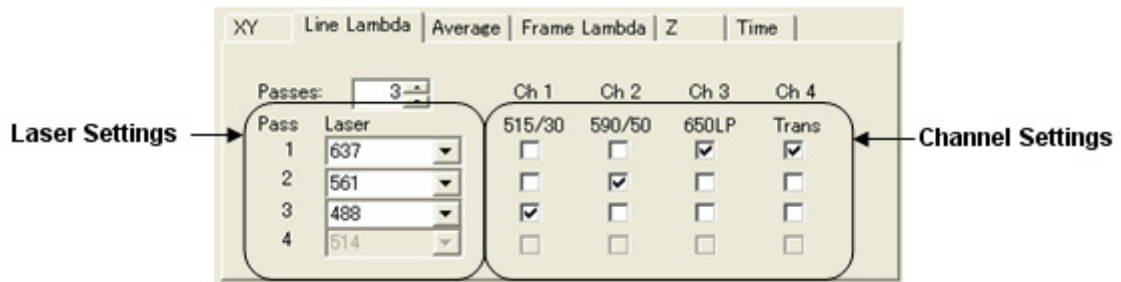 XY Line Lambda Average Frame Lambda Z Time
Passes: 3 Ch 1 Ch 2 Ch 3 Ch 4
Pass Laser 515/30 590/50 650LP Trans
Laser Settings
Channel Settings
1 637
2 561
3 488
4 514